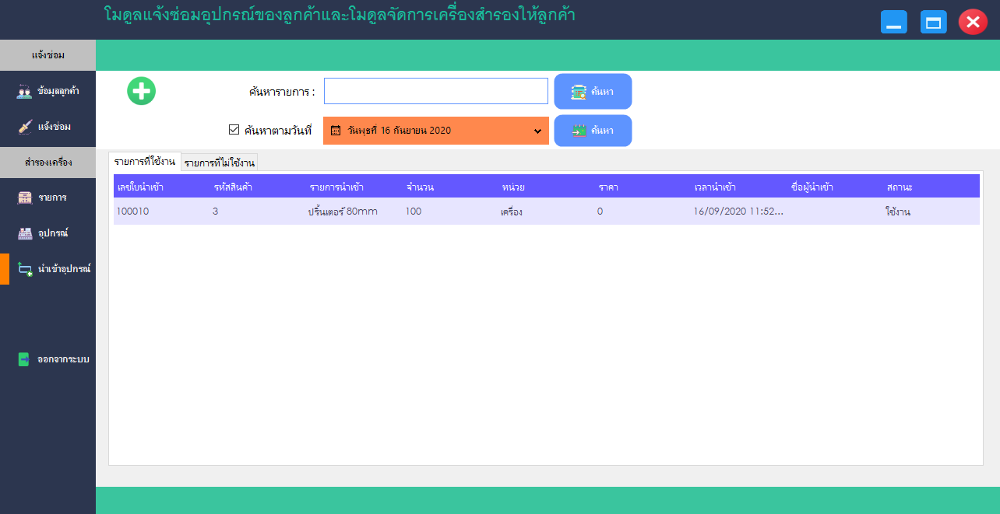 โมดูลแจ้งซ่อมอุปกรณ์ของลูกค้าและโมดูลจัดการเครื่องสำรองให้ลูกค้า
แจ้งซ่อม
ข้อมูลลูกค้า
แจ้งซ่อม
สำรองเครื่อง
รายการ
อุปกรณ์
นำเข้าอุปกรณ์
ออกจากระบบ
ค้นหารายการ :
ค้นหา
ค้นหาตามวันที่
วันพุธที่ 16 กันยายน 2020
ค้นหา
รายการที่ใช้งาน รายการที่ไม่ใช้งาน
เลขใบนำเข้า รหัสสินค้า รายการนำเข้า จำนวน หน่วย ราคา เวลานำเข้า ชื่อผู้นำเข้า สถานะ
100010 3 ปริ้นเตอร์ 80mm 100 เครื่อง 0 16/09/2020 11:52... ใช้งาน